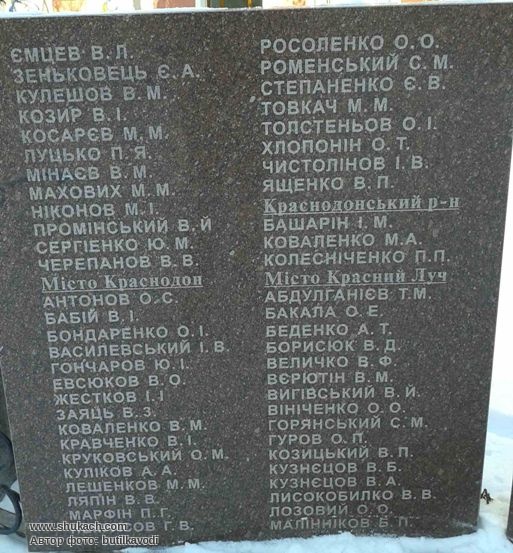 ЄМЦЕВ В. Л.
ЗЕНЬКОВЕЦЬ Є. А.
КУЛЕШОВ В. М.
КОЗИР В. І.
КОСАРЄВ М. М.
ЛУЦЬКО П. Я.
МІНАЄВ В. М.
МАХОВИХ М. М.
НІКОНОВ М. І.
ПРОМІНСЬКИЙ В. Й
СЕРГІЕНКО Ю. М.
ЧЕРЕПАНОВ В. В.
Місто Краснодон
АНТОНОВ О. С.
БАБІЙ В. І.
БОНДАРЕНКО О. І.
ВАСИЛЕВСЬКИЙ І. В.
ГОНЧАРОВ Ю. І.
ЕВСЮКОВ В. О.
ЖЕСТКОВ І. І
ЗАЯЦЬ В. З.
КОВАЛЕНКО В. М.
КРАВЧЕНКО В. І.
КРУКОВСЬКИЙ О. М.
КУЛІКОВ А. А.
ЛЕШЕНКОВ М. М.
ЛЯПІН В. В.
МАРФІН П. Г.
Г. В.
РОСОЛЕНКО О. О.
РОМЕНСЬКИЙ С. М.
СТЕПАНЕНКО Є. В.
ТОВКАЧ М. М.
ТОЛСТЕНЬОВ О. І.
ХЛОПОНІН О. Т.
ЧИСТОЛІНОВ І. В.
ЯЩЕНКО В. П.
Краснодонський р-н
БАШАРІН І. М.
КОВАЛЕНКО М.А.
КОЛЕСНІЧЕНКО П.П.
Місто Красний Луч
АБДУЛГАНІЄВ Т.М.
БАКАЛА О. Е.
БЕДЕНКО А. Т.
БОРИСЮК В. Д.
ВЕЛИЧКО В. Ф.
ВЄРЮТІН В. М.
ВИГІВСЬКИЙ В. Й.
ВІНІЧЕНКО О. О.
ГОРЯНСЬКИЙ С. М.
ГУРОВ О. П.
КОЗИЦЬКИЙ В. П.
КУЗНЄЦОВ В. Б.
КУЗНЄЦОВ В. А.
ЛИСОКОБИЛКО В. В.
ЛОЗОВИЙ О. О.
МАЛІННІКОВ В. П.
www.shukach.com
Автор фото: butilkavodi